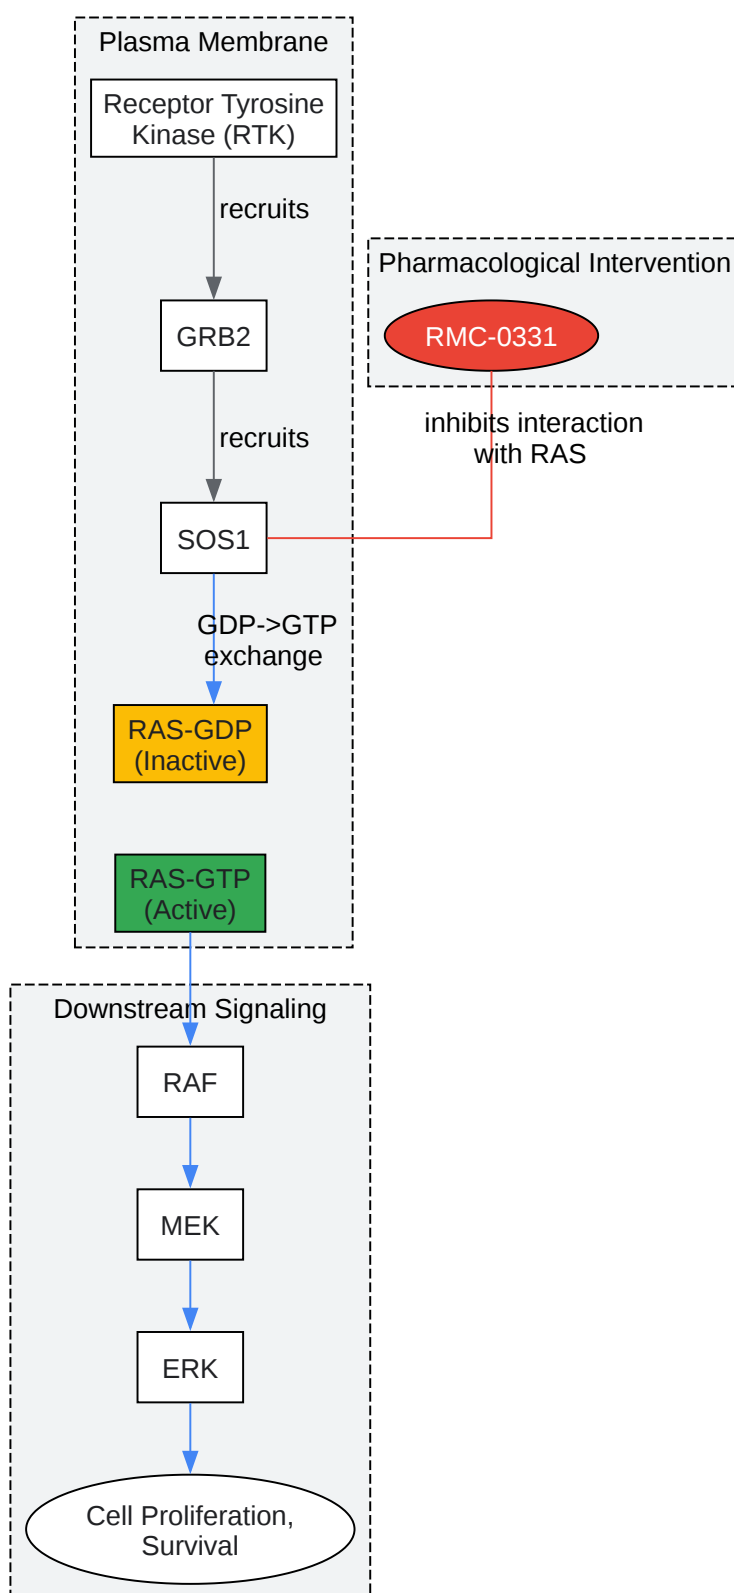 Plasma Membrane
Receptor Tyrosine
Kinase (RTK)
recruits
Pharmacological Intervention
GRB2
RMC-0331
inhibits interaction
with RAS
recruits
SOS1
GDP->GTP
exchange
RAS-GDP
(Inactive)
RAS-GTP
(Active)
Downstream Signaling
RAF
MEK
ERK
Cell Proliferation,
Survival